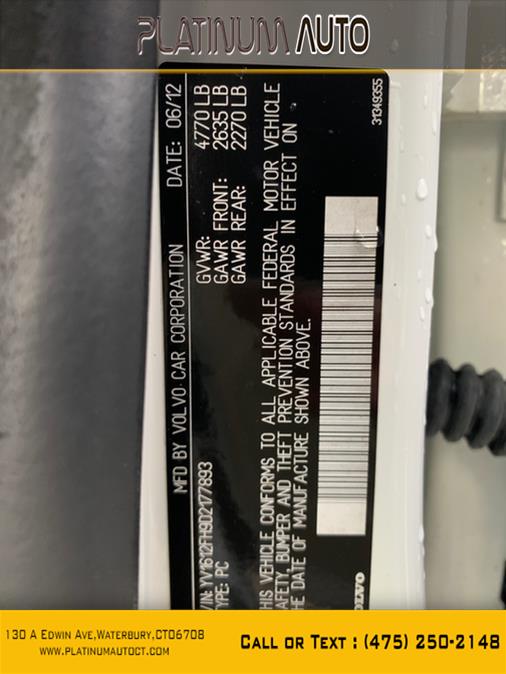 PLATINUM AUTO
MFD BY VOLVO CAR CORPORATION DATE: 06/12
GVWR: 4770 LB
GAWR FRONT: 2635 LB
GAWR REAR: 2270 LB
VIN: YV1612FH9D2177893
TYPE: PC
THIS VEHICLE CONFORMS TO ALL APPLICABLE FEDERAL MOTOR VEHICLE
SAFETY, BUMPER AND THEFT PREVENTION STANDARDS IN EFFECT ON
THE DATE OF MANUFACTURE SHOWN ABOVE.
VOLVO
31349355
130 A Edwin Ave,Waterbury,CT06708
www.platinumautoct.com
Call or Text : (475) 250-2148